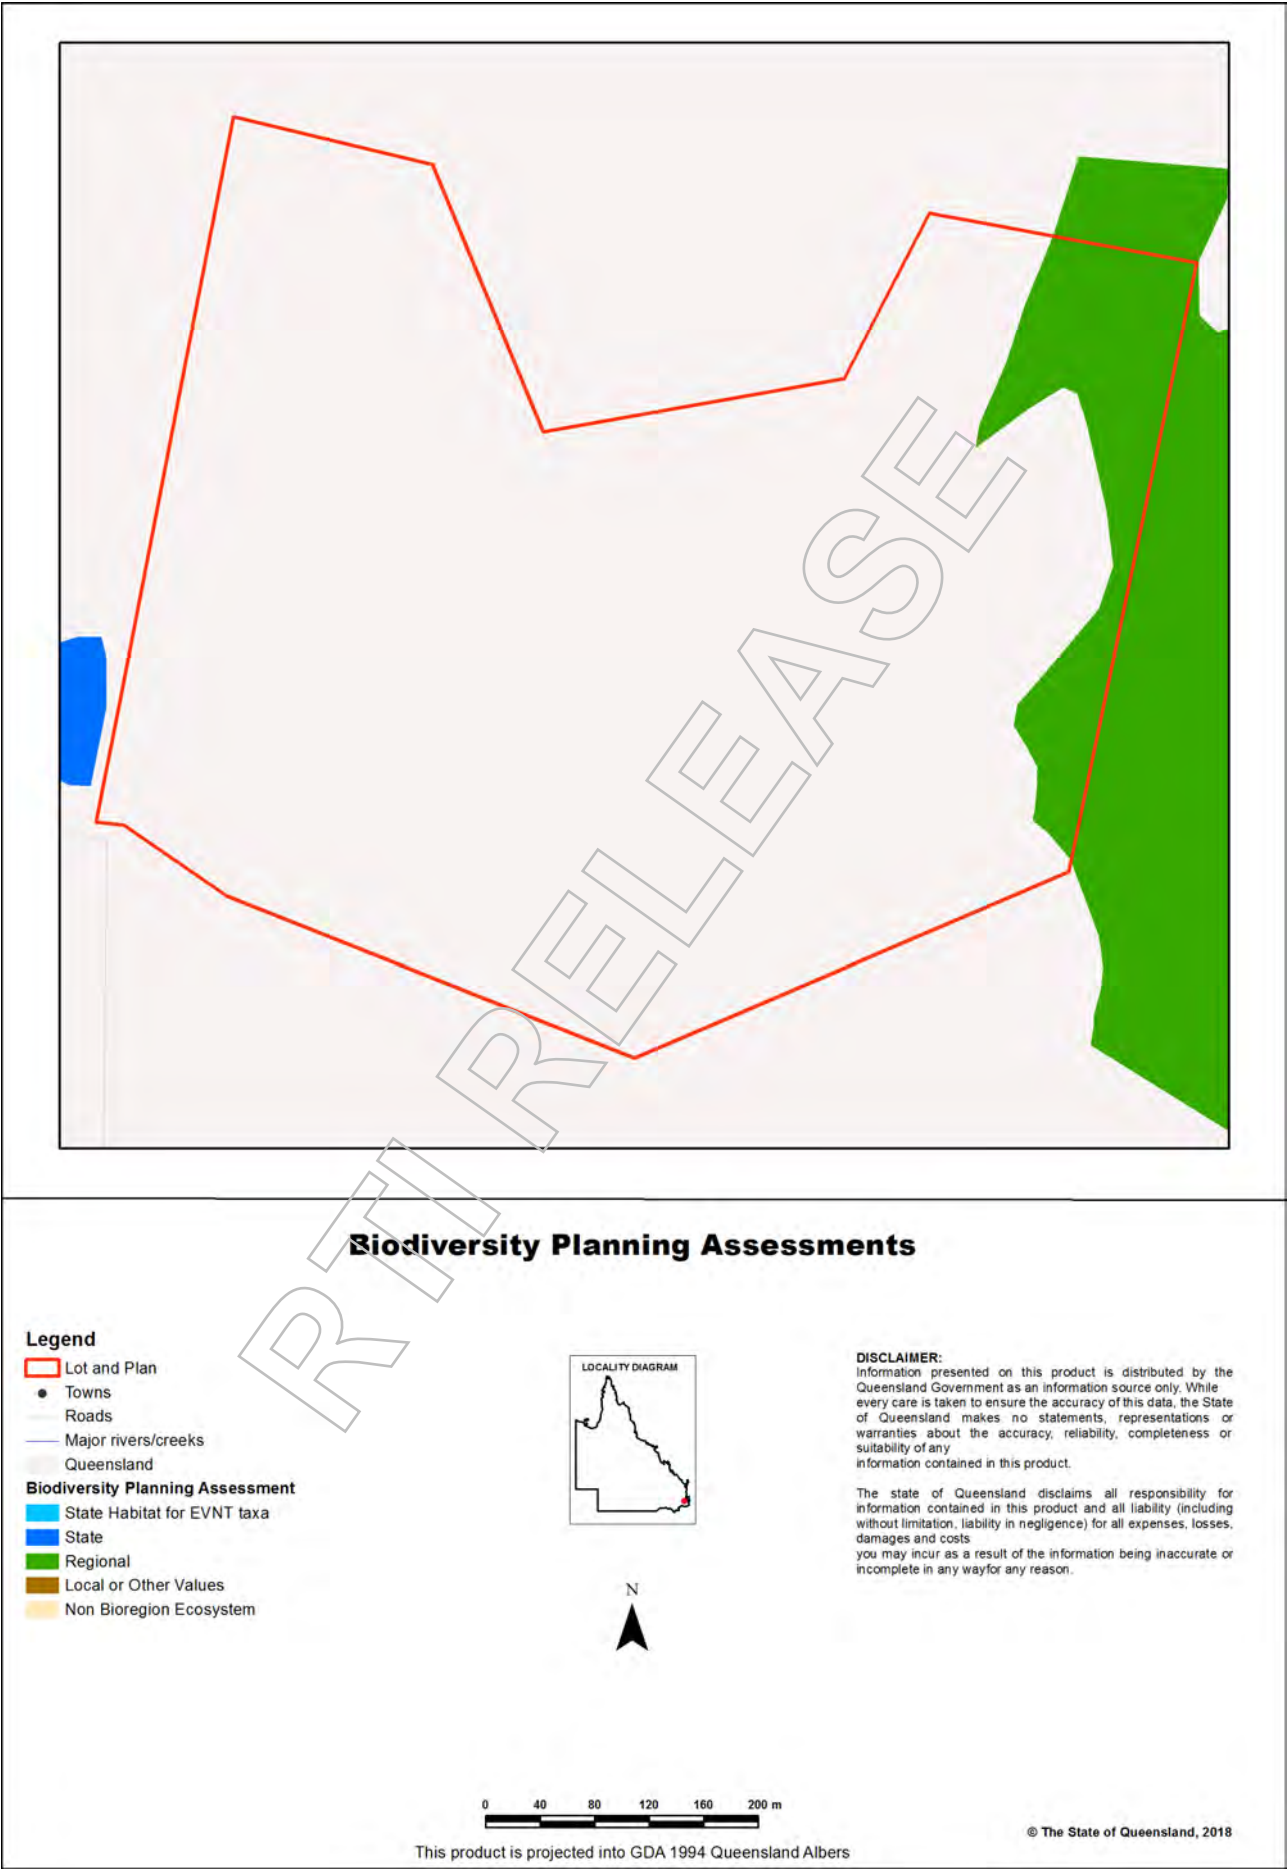 RTI RELEASE
Biodiversity Planning Assessments
Legend
Lot and Plan
Towns
Roads
Major rivers/creeks
Queensland
Biodiversity Planning Assessment
State Habitat for EVNT taxa
State
Regional
Local or Other Values
Non Bioregion Ecosystem
LOCALITY DIAGRAM
N
DISCLAIMER:
Information presented on this product is distributed by the
Queensland Government as an information source only. While
every care is taken to ensure the accuracy of this data, the State
of Queensland makes no statements, representations or
warranties about the accuracy, reliability, completeness or
suitability of any
information contained in this product.
The state of Queensland disclaims all responsibility for
information contained in this product and all liability (including
without limitation, liability in negligence) for all expenses, losses,
damages and costs
you may incur as a result of the information being inaccurate or
incomplete in any wayfor any reason.
0 40 80 120 160 200 m
This product is projected into GDA 1994 Queensland Albers
© The State of Queensland, 2018